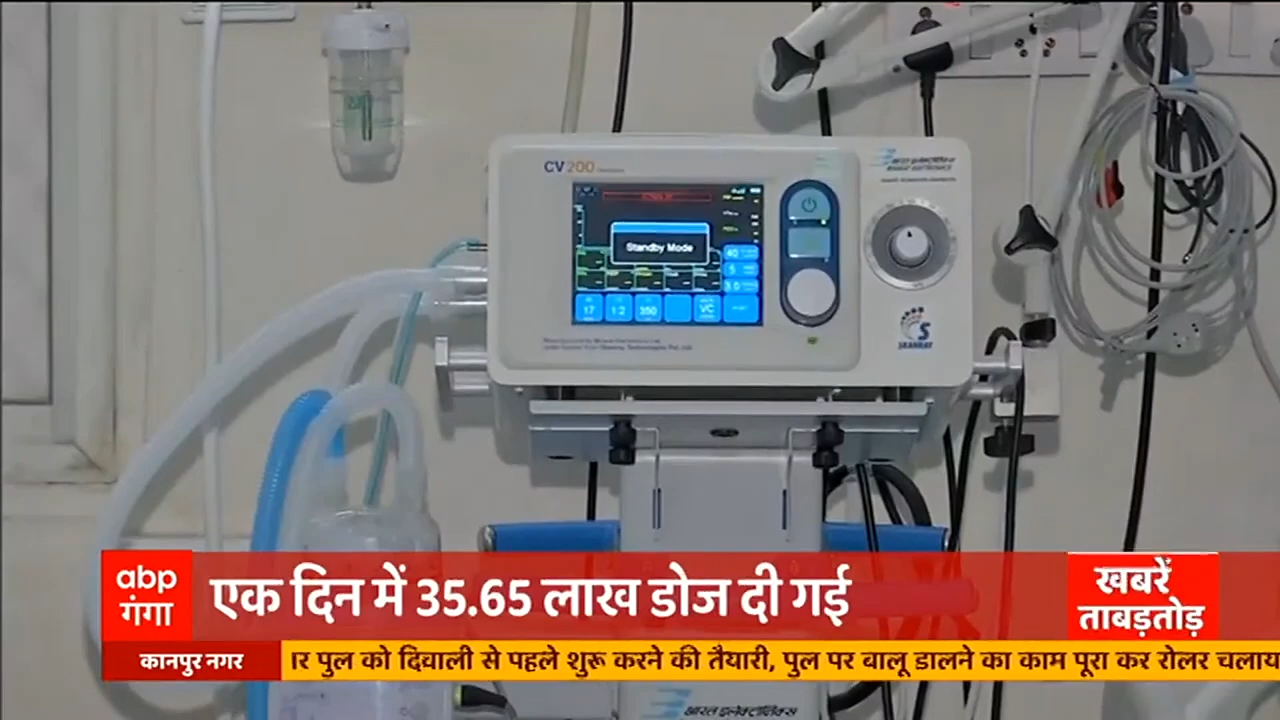 CV200
Standby Mode
40
5
3.0
17
1:2
350
VC
SKANRAY
abp
गंगा
एक दिन में 35.65 लाख डोज दी गई
खबरें
ताबड़तोड़
कानपुर नगर
ार पुल को दिवाली से पहले शुरू करने की तैयारी, पुल पर बालू डालने का काम पूरा कर रोलर चलाया